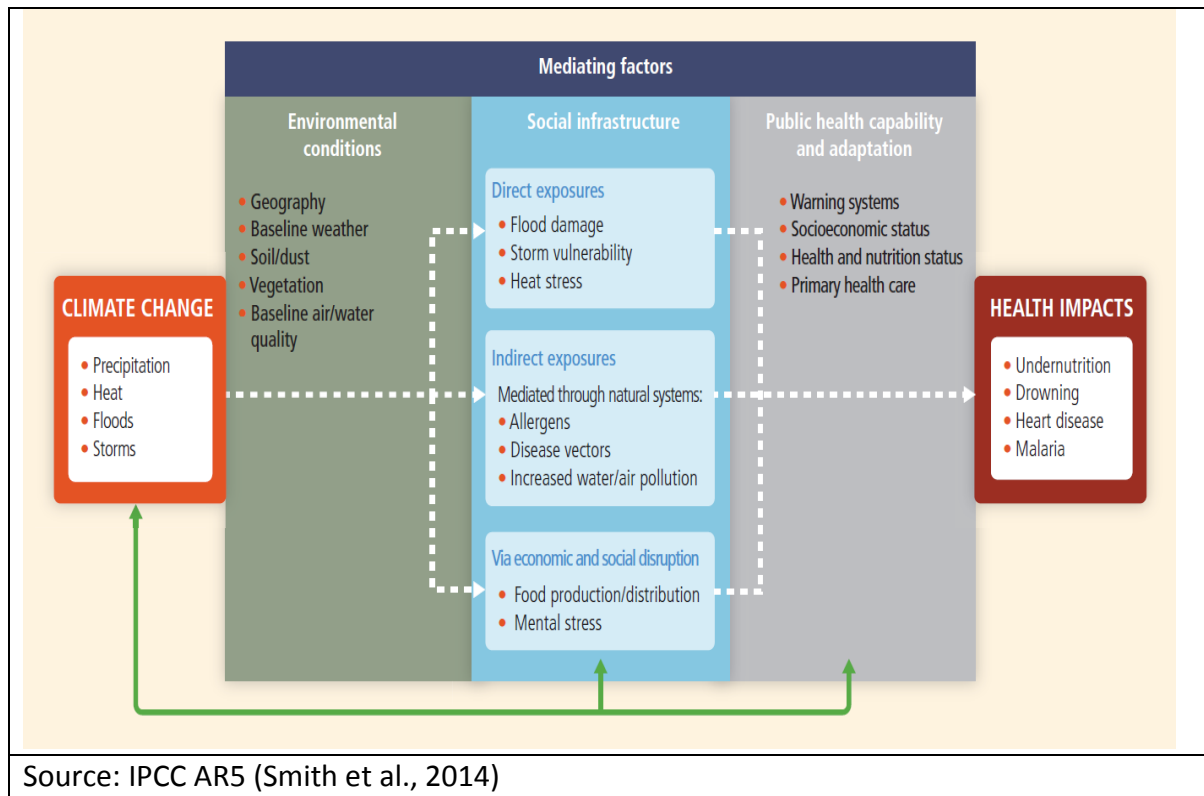 Mediating factors
Environmental
conditions
Geography
Baseline weather
Soil/dust
Vegetation
Baseline air/water
quality
Social infrastructure
Direct exposures
Flood damage
Storm vulnerability
Heat stress
Indirect exposures
Mediated through natural systems:
Allergens
Disease vectors
Increased water/air pollution
Via economic and social disruption
Food production/distribution
Mental stress
Public health capability
and adaptation
Warning systems
Socioeconomic status
Health and nutrition status
Primary health care
CLIMATE CHANGE
Precipitation
Heat
Floods
Storms
HEALTH IMPACTS
Undernutrition
Drowning
Heart disease
Malaria
Source: IPCC AR5 (Smith et al., 2014)